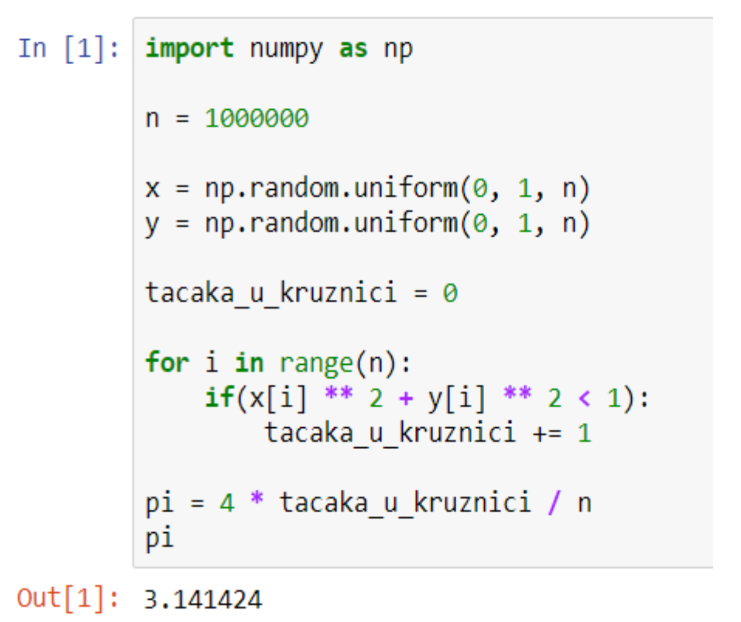 In [1]: import numpy as np
n = 1000000
x = np.random.uniform(0, 1, n)
y = np.random.uniform(0, 1, n)
tacaka_u_kruznici = 0
for i in range(n):
    if(x[i] ** 2 + y[i] ** 2 < 1):
        tacaka_u_kruznici += 1
pi = 4 * tacaka_u_kruznici / n
pi
Out[1]: 3.141424